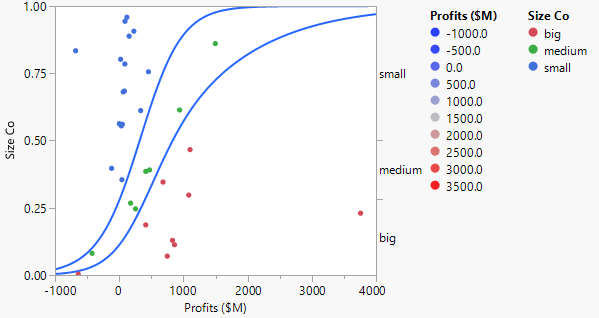 1.00
0.75
0.50
0.25
0.00
Size Co
-1000
0
1000
2000
3000
4000
Profits ($M)
small
medium
big
Profits ($M)
-1000.0
-500.0
0.0
500.0
1000.0
1500.0
2000.0
2500.0
3000.0
3500.0
Size Co
big
medium
small